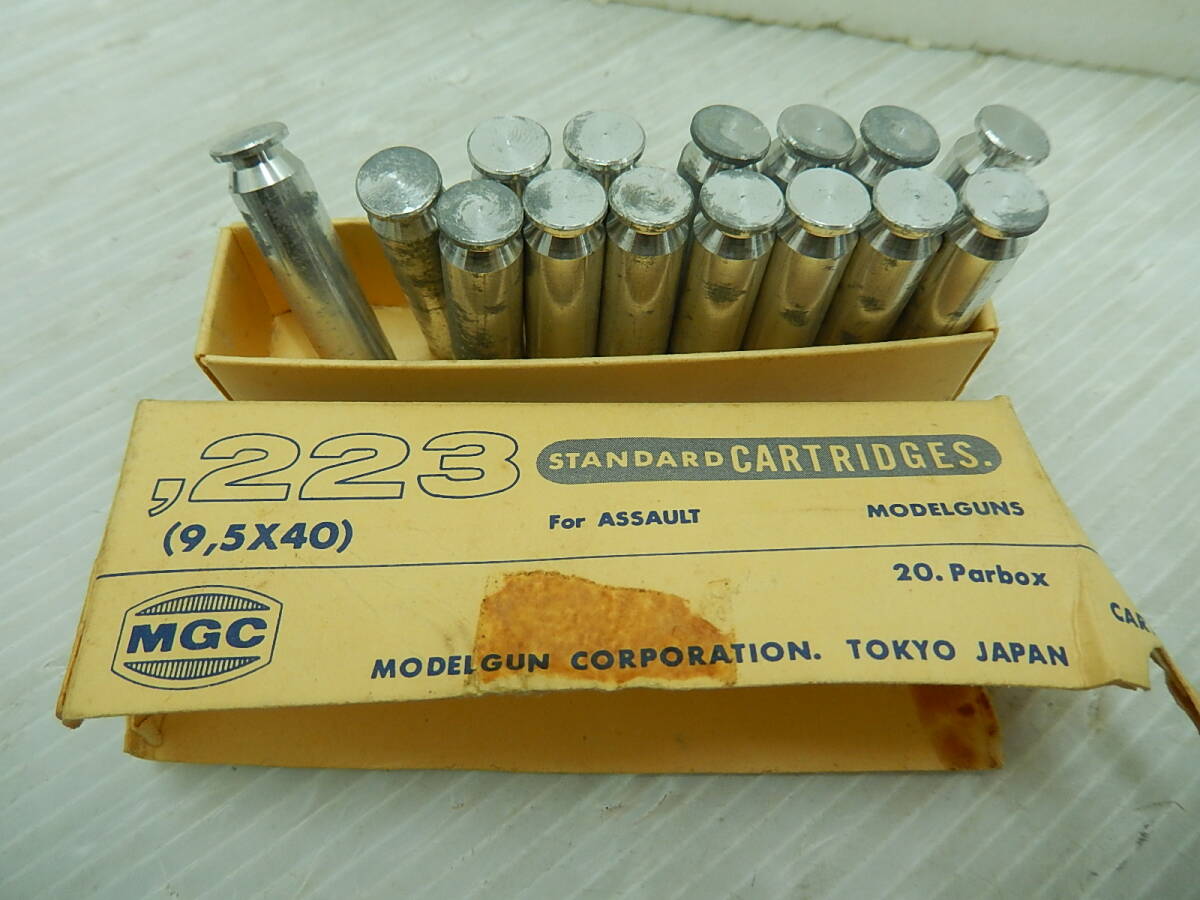 ,223 STANDARD CARTRIDGES.
(9,5X40) For ASSAULT MODELGUNS
20. Parbox
MGC
MODELGUN CORPORATION. TOKYO JAPAN